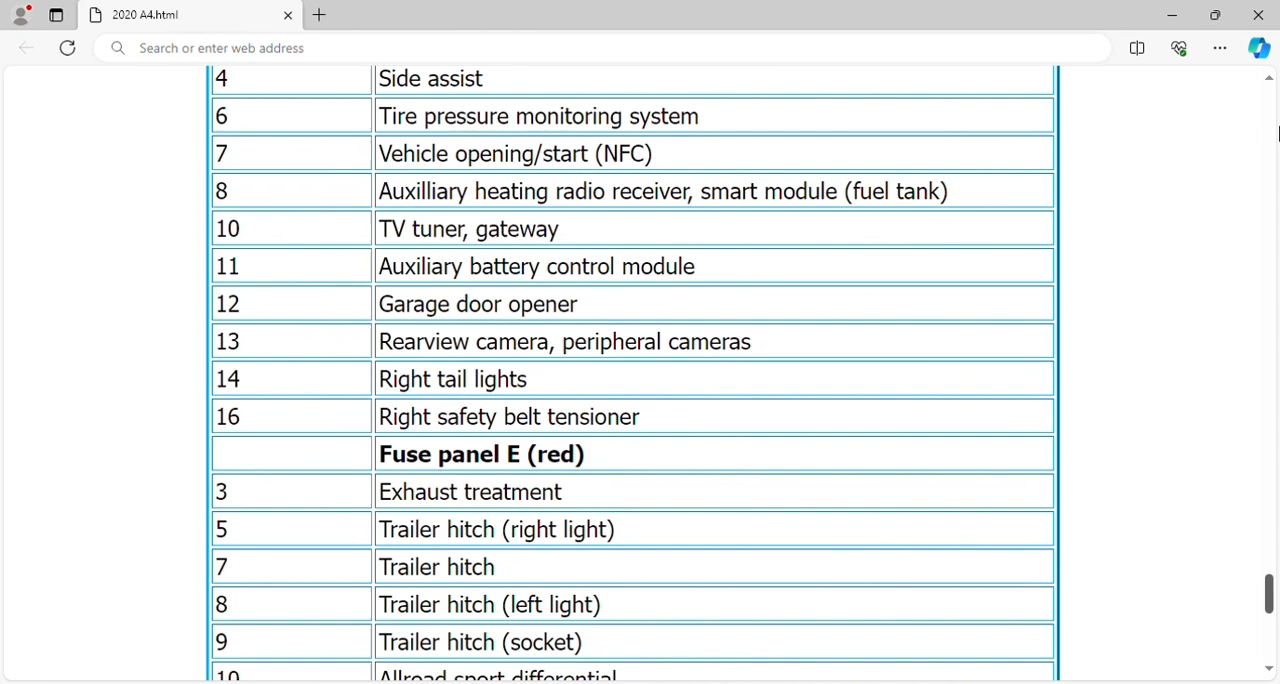 2020 A4.html
Search or enter web address
4 Side assist
6 Tire pressure monitoring system
7 Vehicle opening/start (NFC)
8 Auxilliary heating radio receiver, smart module (fuel tank)
10 TV tuner, gateway
11 Auxiliary battery control module
12 Garage door opener
13 Rearview camera, peripheral cameras
14 Right tail lights
16 Right safety belt tensioner
Fuse panel E (red)
3 Exhaust treatment
5 Trailer hitch (right light)
7 Trailer hitch
8 Trailer hitch (left light)
9 Trailer hitch (socket)
10 Allroad sport differential